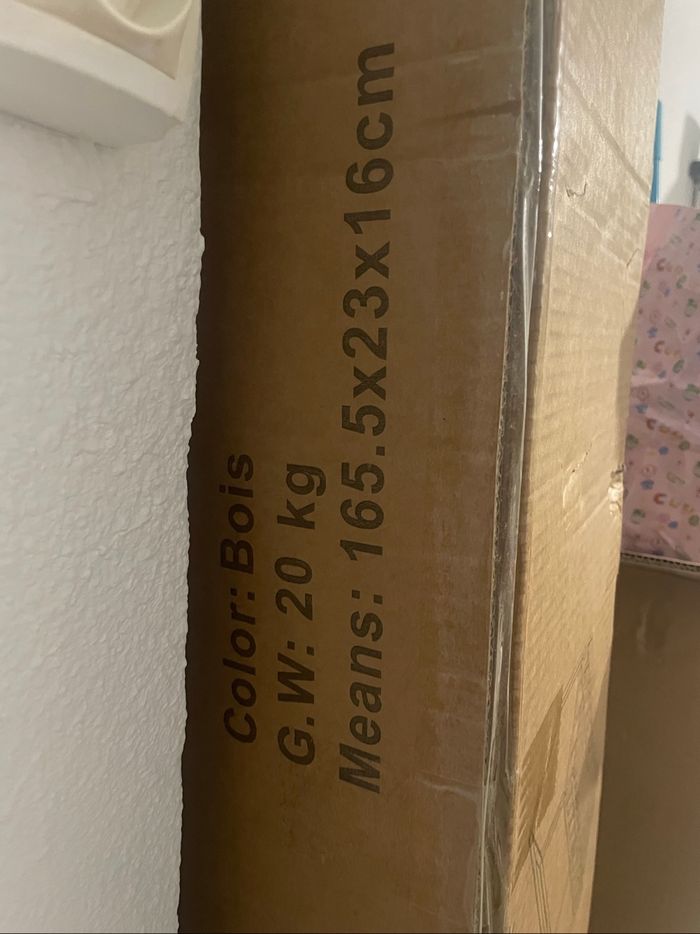 Color: Bois
G.W: 20 kg
Means: 165.5x23x16cm